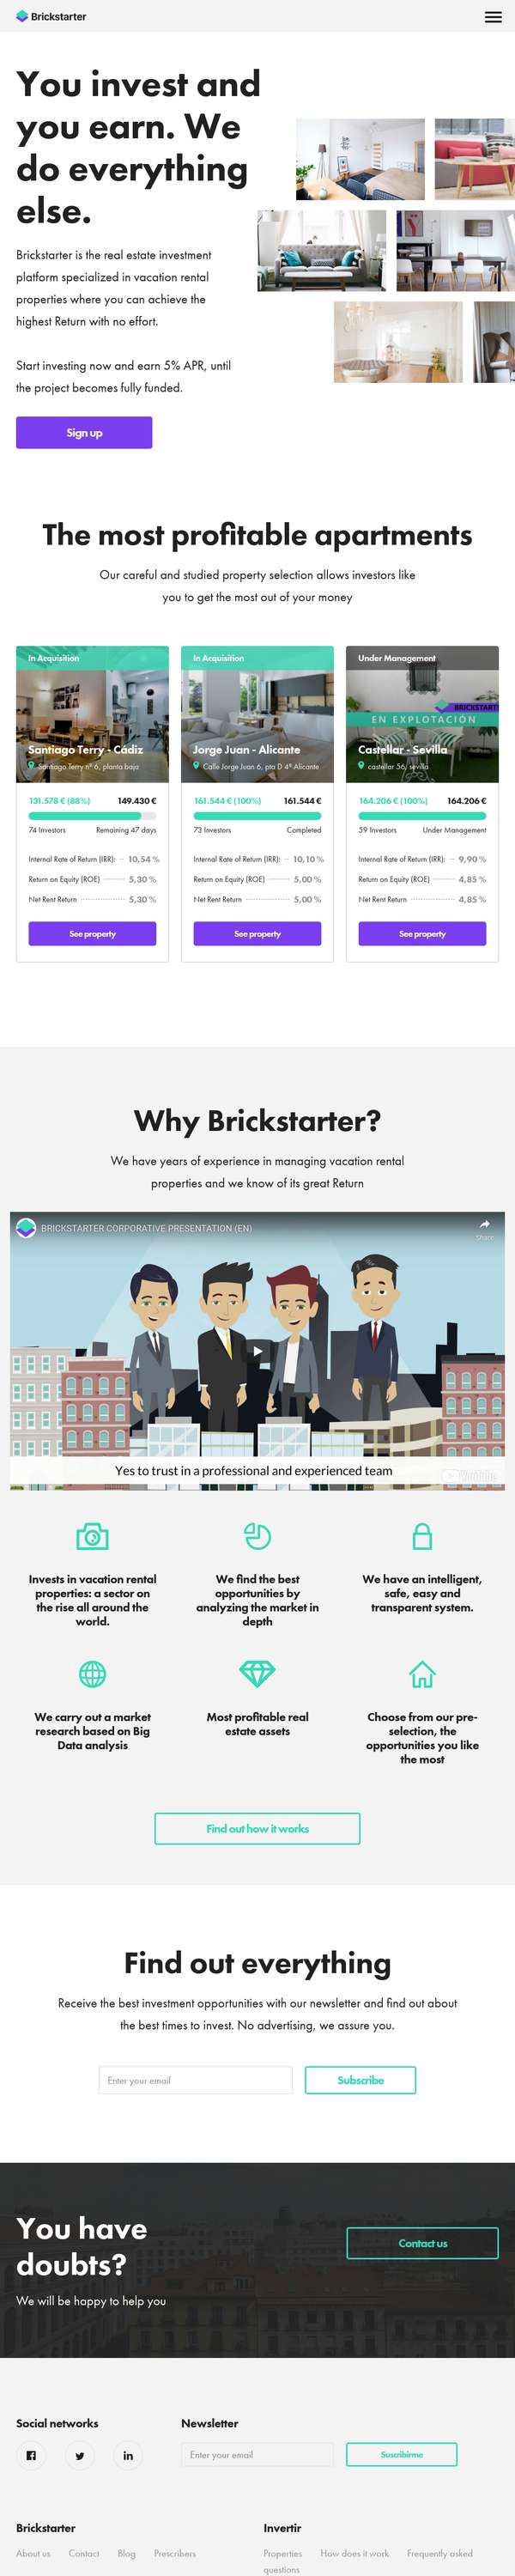 Brickstarter
You invest and
you earn. We
do everything
else.
Brickstarter is the real estate investment
platform specialized in vacation rental
properties where you can achieve the
highest Return with no effort.
Start investing now and earn 5% APR, until
the project becomes fully funded.
Sign up
The most profitable apartments
Our careful and studied property selection allows investors like
you to get the most out of your money
In Acquisition
Santiago Terry - Cádiz
Santiago Terry nº 6, planta baja
131.578 € (88%) 149.430 €
74 Investors Remaining 47 days
Internal Rate of Return (IRR): 10,54 %
Return on Equity (ROE) 5,30 %
Net Rent Return 5,30 %
See property
In Acquisition
Jorge Juan - Alicante
Calle Jorge Juan 6, pta D 4º Alicante
161.544 € (100%) 161.544 €
73 Investors Completed
Internal Rate of Return (IRR): 10,10 %
Return on Equity (ROE) 5,00 %
Net Rent Return 5,00 %
See property
Under Management
BRICKSTART
EN EXPLOTACIÓN
Castellar - Sevilla
castellar 56, sevilla
164.206 € (100%) 164.206 €
59 Investors Under Management
Internal Rate of Return (IRR): 9,90 %
Return on Equity (ROE) 4,85 %
Net Rent Return 4,85 %
See property
Why Brickstarter?
We have years of experience in managing vacation rental
properties and we know of its great Return
BRICKSTARTER CORPORATIVE PRESENTATION (EN)
Share
Yes to trust in a professional and experienced team
YouTube
Invests in vacation rental
properties: a sector on
the rise all around the
world.
We find the best
opportunities by
analyzing the market in
depth
We have an intelligent,
safe, easy and
transparent system.
We carry out a market
research based on Big
Data analysis
Most profitable real
estate assets
Choose from our pre-
selection, the
opportunities you like
the most
Find out how it works
Find out everything
Receive the best investment opportunities with our newsletter and find out about
the best times to invest. No advertising, we assure you.
Enter your email
Subscribe
You have
doubts?
We will be happy to help you
Contact us
Social networks
Newsletter
Enter your email
Suscribirme
Brickstarter
About us Contact Blog Prescribers
Invertir
Properties How does it work Frequently asked
questions